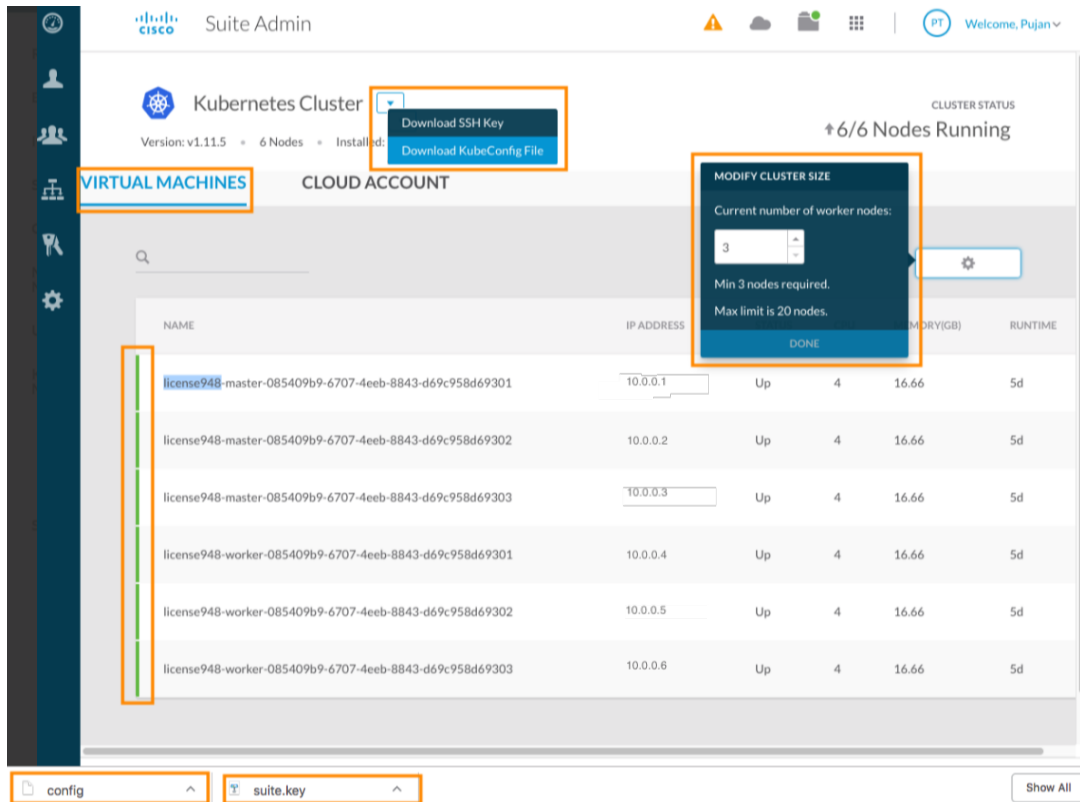 cisco Suite Admin PT Welcome, Pujan
Kubernetes Cluster
Download SSH Key
Download KubeConfig File
CLUSTER STATUS
6/6 Nodes Running
Version: v1.11.5 • 6 Nodes • Installed:
VIRTUAL MACHINES CLOUD ACCOUNT
MODIFY CLUSTER SIZE
Current number of worker nodes:
3
Min 3 nodes required.
Max limit is 20 nodes.
DONE
NAME IP ADDRESS MEMORY(GB) RUNTIME
license948-master-085409b9-6707-4eeb-8843-d69c958d69301 10.0.0.1 Up 4 16.66 5d
license948-master-085409b9-6707-4eeb-8843-d69c958d69302 10.0.0.2 Up 4 16.66 5d
license948-master-085409b9-6707-4eeb-8843-d69c958d69303 10.0.0.3 Up 4 16.66 5d
license948-worker-085409b9-6707-4eeb-8843-d69c958d69301 10.0.0.4 Up 4 16.66 5d
license948-worker-085409b9-6707-4eeb-8843-d69c958d69302 10.0.0.5 Up 4 16.66 5d
license948-worker-085409b9-6707-4eeb-8843-d69c958d69303 10.0.0.6 Up 4 16.66 5d
config suite.key Show All